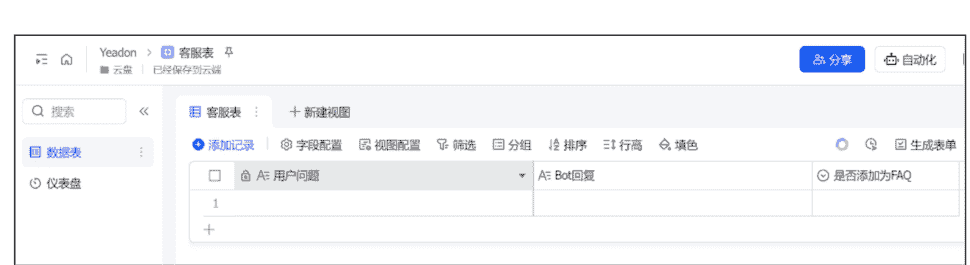 Yeadon > 客服表
云盘 | 已经保存到云端
分享
自动化
搜索
数据表
仪表盘
客服表
新建视图
添加记录 字段配置 视图配置 筛选 分组 排序 行高 填色 生成表单
用户问题 Bot回复 是否添加为FAQ
1